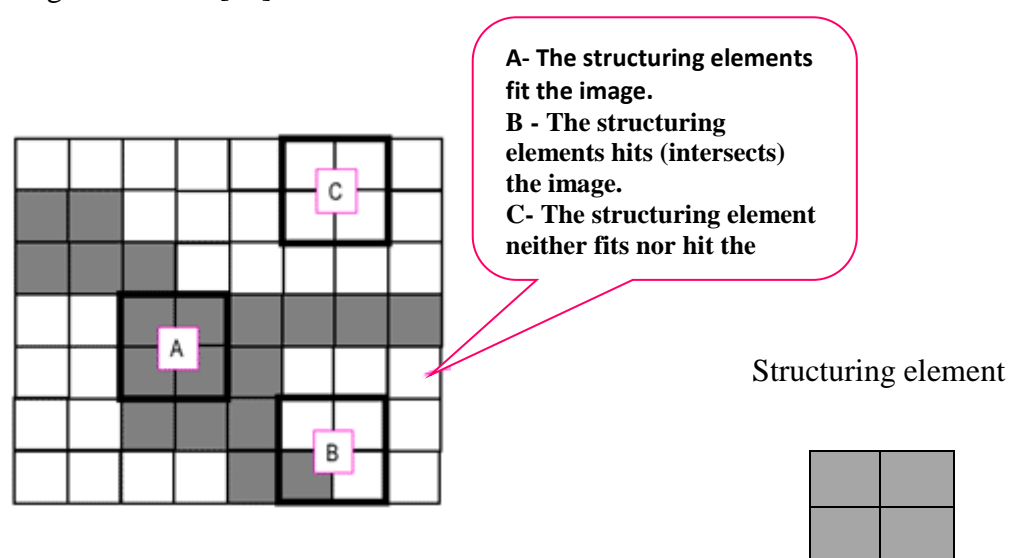 A- The structuring elements
fit the image.
B - The structuring
elements hits (intersects)
the image.
C- The structuring element
neither fits nor hit the
C
A
B
Structuring element